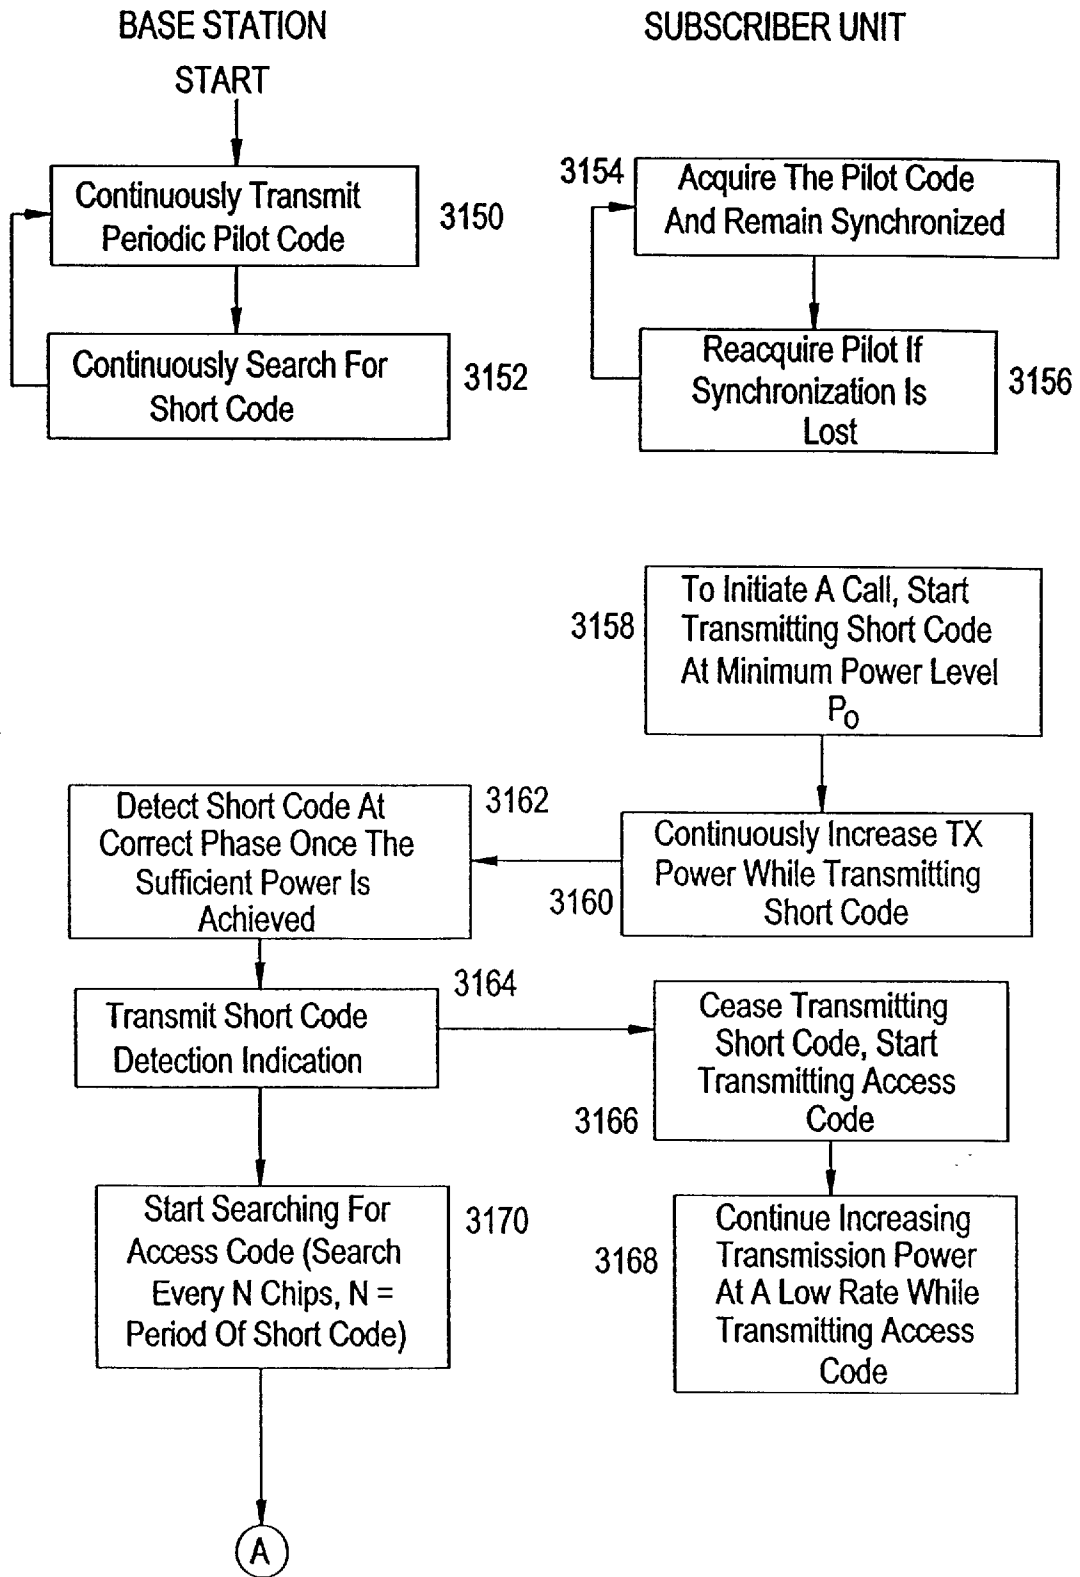 BASE STATION
SUBSCRIBER UNIT
START
Continuously Transmit
Periodic Pilot Code
3150
3154
Acquire The Pilot Code
And Remain Synchronized
Continuously Search For
Short Code
3152
Reacquire Pilot If
Synchronization Is
Lost
3156
3158
To Initiate A Call, Start
Transmitting Short Code
At Minimum Power Level
P0
Detect Short Code At
Correct Phase Once The
Sufficient Power Is
Achieved
3162
Continuously Increase TX
Power While Transmitting
Short Code
3160
3164
Transmit Short Code
Detection Indication
Cease Transmitting
Short Code, Start
Transmitting Access
Code
3166
Start Searching For
Access Code (Search
Every N Chips, N =
Period Of Short Code)
3170
3168
Continue Increasing
Transmission Power
At A Low Rate While
Transmitting Access
Code
A